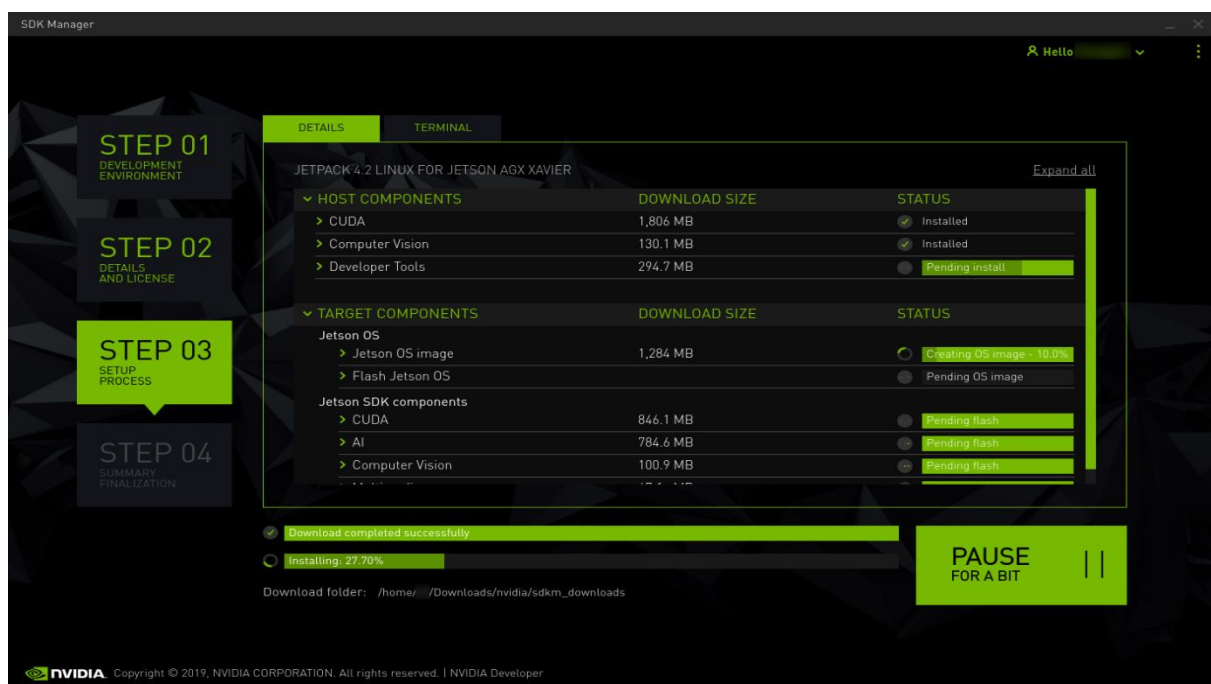 SDK Manager
Hello
STEP 01
DEVELOPMENT
ENVIRONMENT
STEP 02
DETAILS
AND LICENSE
STEP 03
SETUP
PROCESS
STEP 04
SUMMARY
FINALIZATION
DETAILS TERMINAL
JETPACK 4.2 LINUX FOR JETSON AGX XAVIER Expand all
HOST COMPONENTS DOWNLOAD SIZE STATUS
CUDA 1,806 MB Installed
Computer Vision 130.1 MB Installed
Developer Tools 294.7 MB Pending install
TARGET COMPONENTS DOWNLOAD SIZE STATUS
Jetson OS
Jetson OS image 1,284 MB Creating OS image - 10.0%
Flash Jetson OS Pending OS image
Jetson SDK components
CUDA 846.1 MB Pending flash
AI 784.6 MB Pending flash
Computer Vision 100.9 MB Pending flash
Download completed successfully
Installing: 27.70%
Download folder: /home/ /Downloads/nvidia/sdkm_downloads
PAUSE
FOR A BIT
NVIDIA. Copyright © 2019, NVIDIA CORPORATION. All rights reserved. | NVIDIA Developer